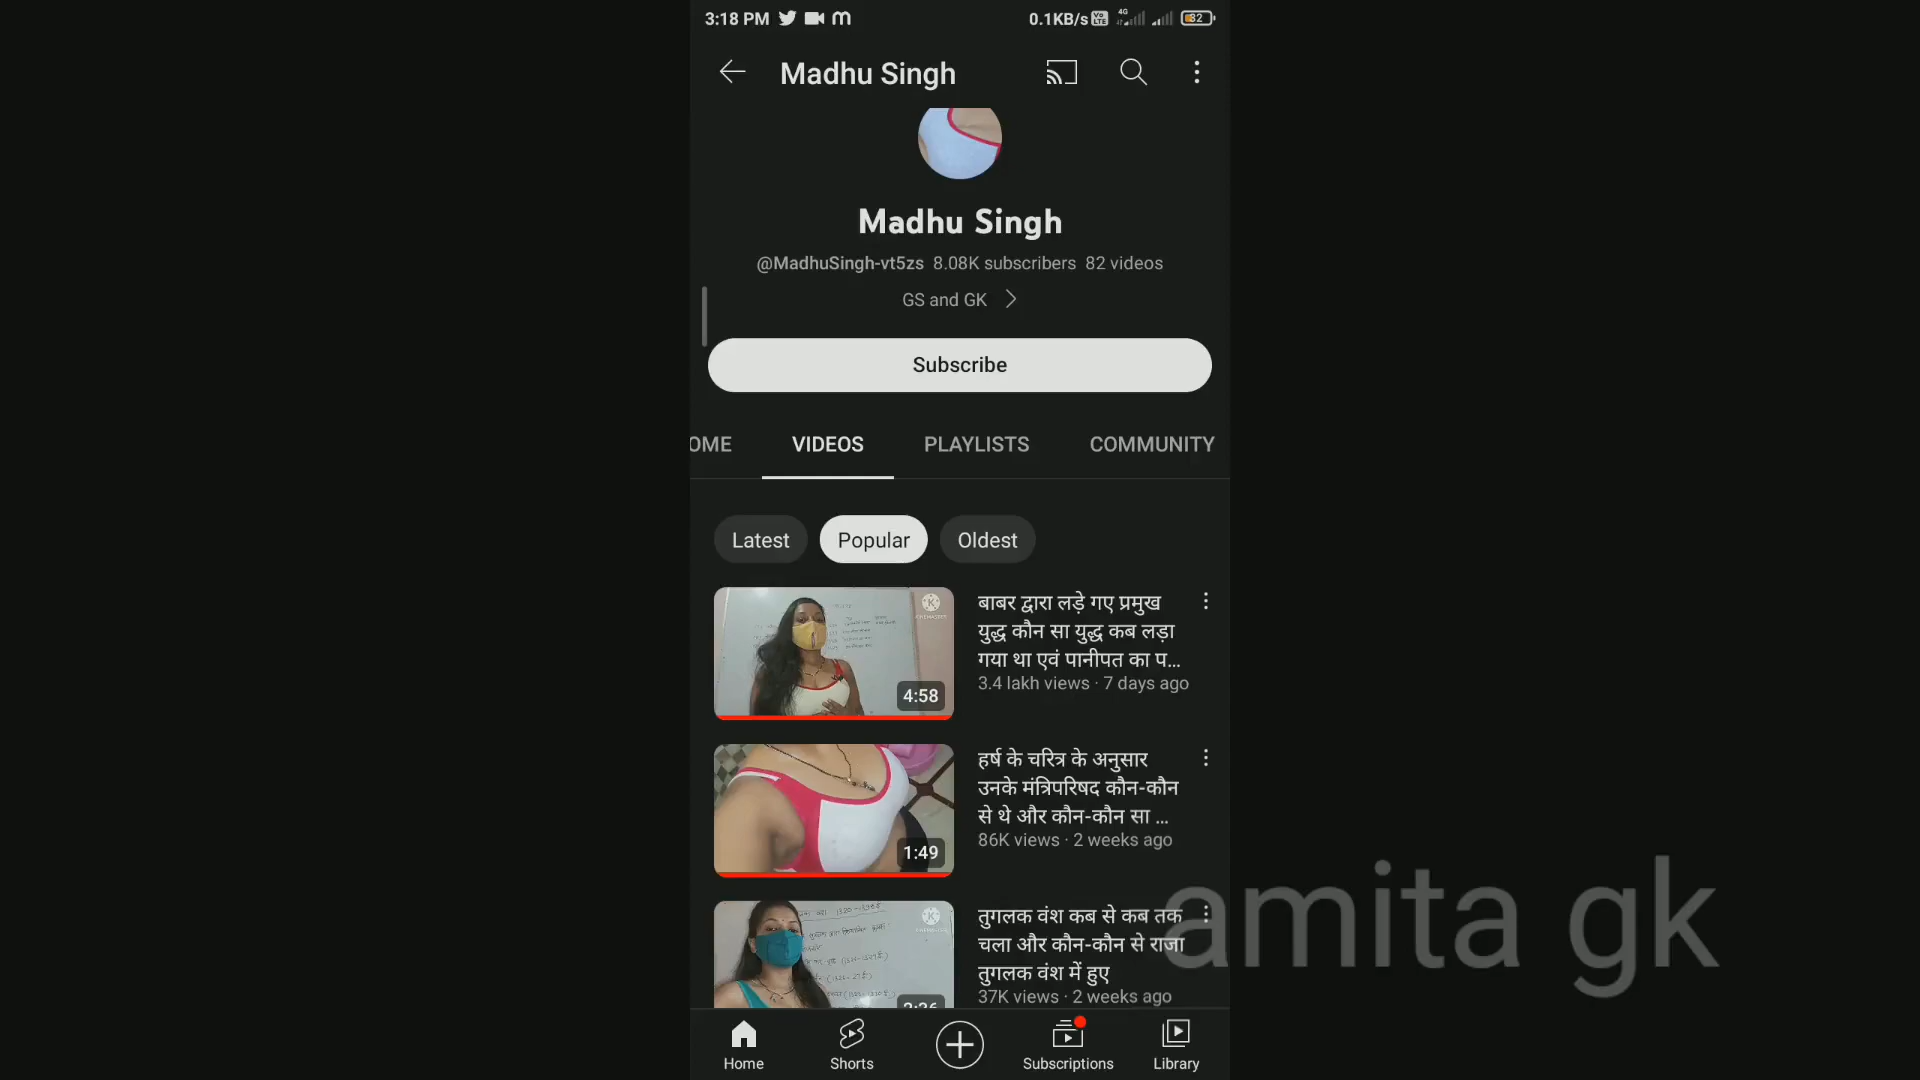 3:18 PM
0.1KB/s
Vo LTE
4G
32
Madhu Singh
Madhu Singh
@MadhuSingh-vt5zs 8.08K subscribers 82 videos
GS and GK
Subscribe
OME VIDEOS PLAYLISTS COMMUNITY
Latest Popular Oldest
बाबर द्वारा लड़े गए प्रमुख
युद्ध कौन सा युद्ध कब लड़ा
गया था एवं पानीपत का प...
3.4 lakh views · 7 days ago
4:58
हर्ष के चरित्र के अनुसार
उनके मंत्रिपरिषद कौन-कौन
से थे और कौन-कौन सा ...
86K views · 2 weeks ago
1:49
तुगलक वंश कब से कब तक
चला और कौन-कौन से राजा
तुगलक वंश में हुए
37K views · 2 weeks ago
amita gk
Home Shorts Subscriptions Library